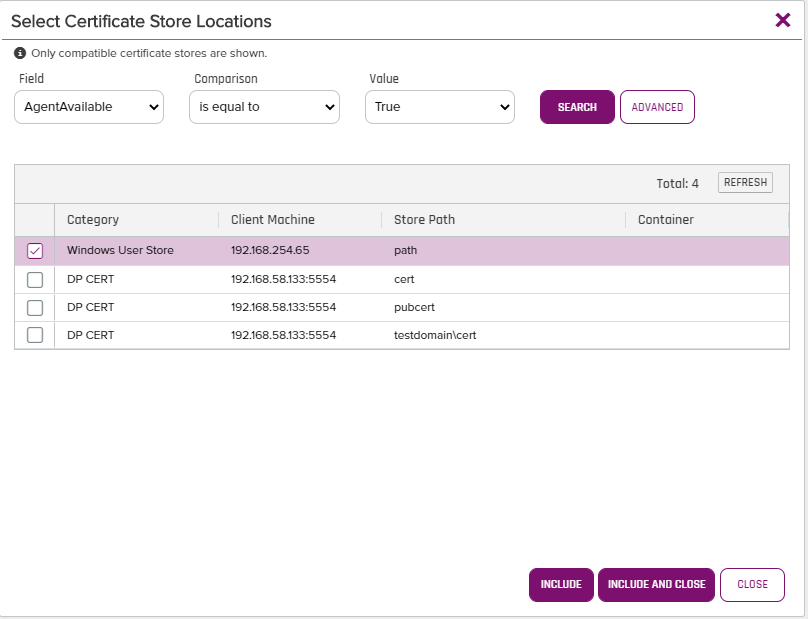 Select Certificate Store Locations
Only compatible certificate stores are shown.
Field Comparison Value
AgentAvailable is equal to True SEARCH ADVANCED
Total: 4 REFRESH
Category Client Machine Store Path Container
Windows User Store 192.168.254.65 path
DP CERT 192.168.58.133:5554 cert
DP CERT 192.168.58.133:5554 pubcert
DP CERT 192.168.58.133:5554 testdomain\cert
INCLUDE INCLUDE AND CLOSE CLOSE